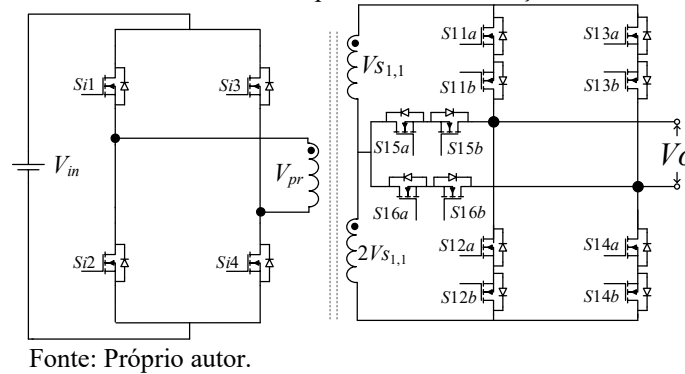 S11a
S13a
Si1
Si3
Vs1,1
S11b
S13b
S15a
S15b
Vin
Vpr
S16a
S16b
Si2
Si4
2Vs1,1
S12a
S14a
S12b
S14b
Fonte: Próprio autor.